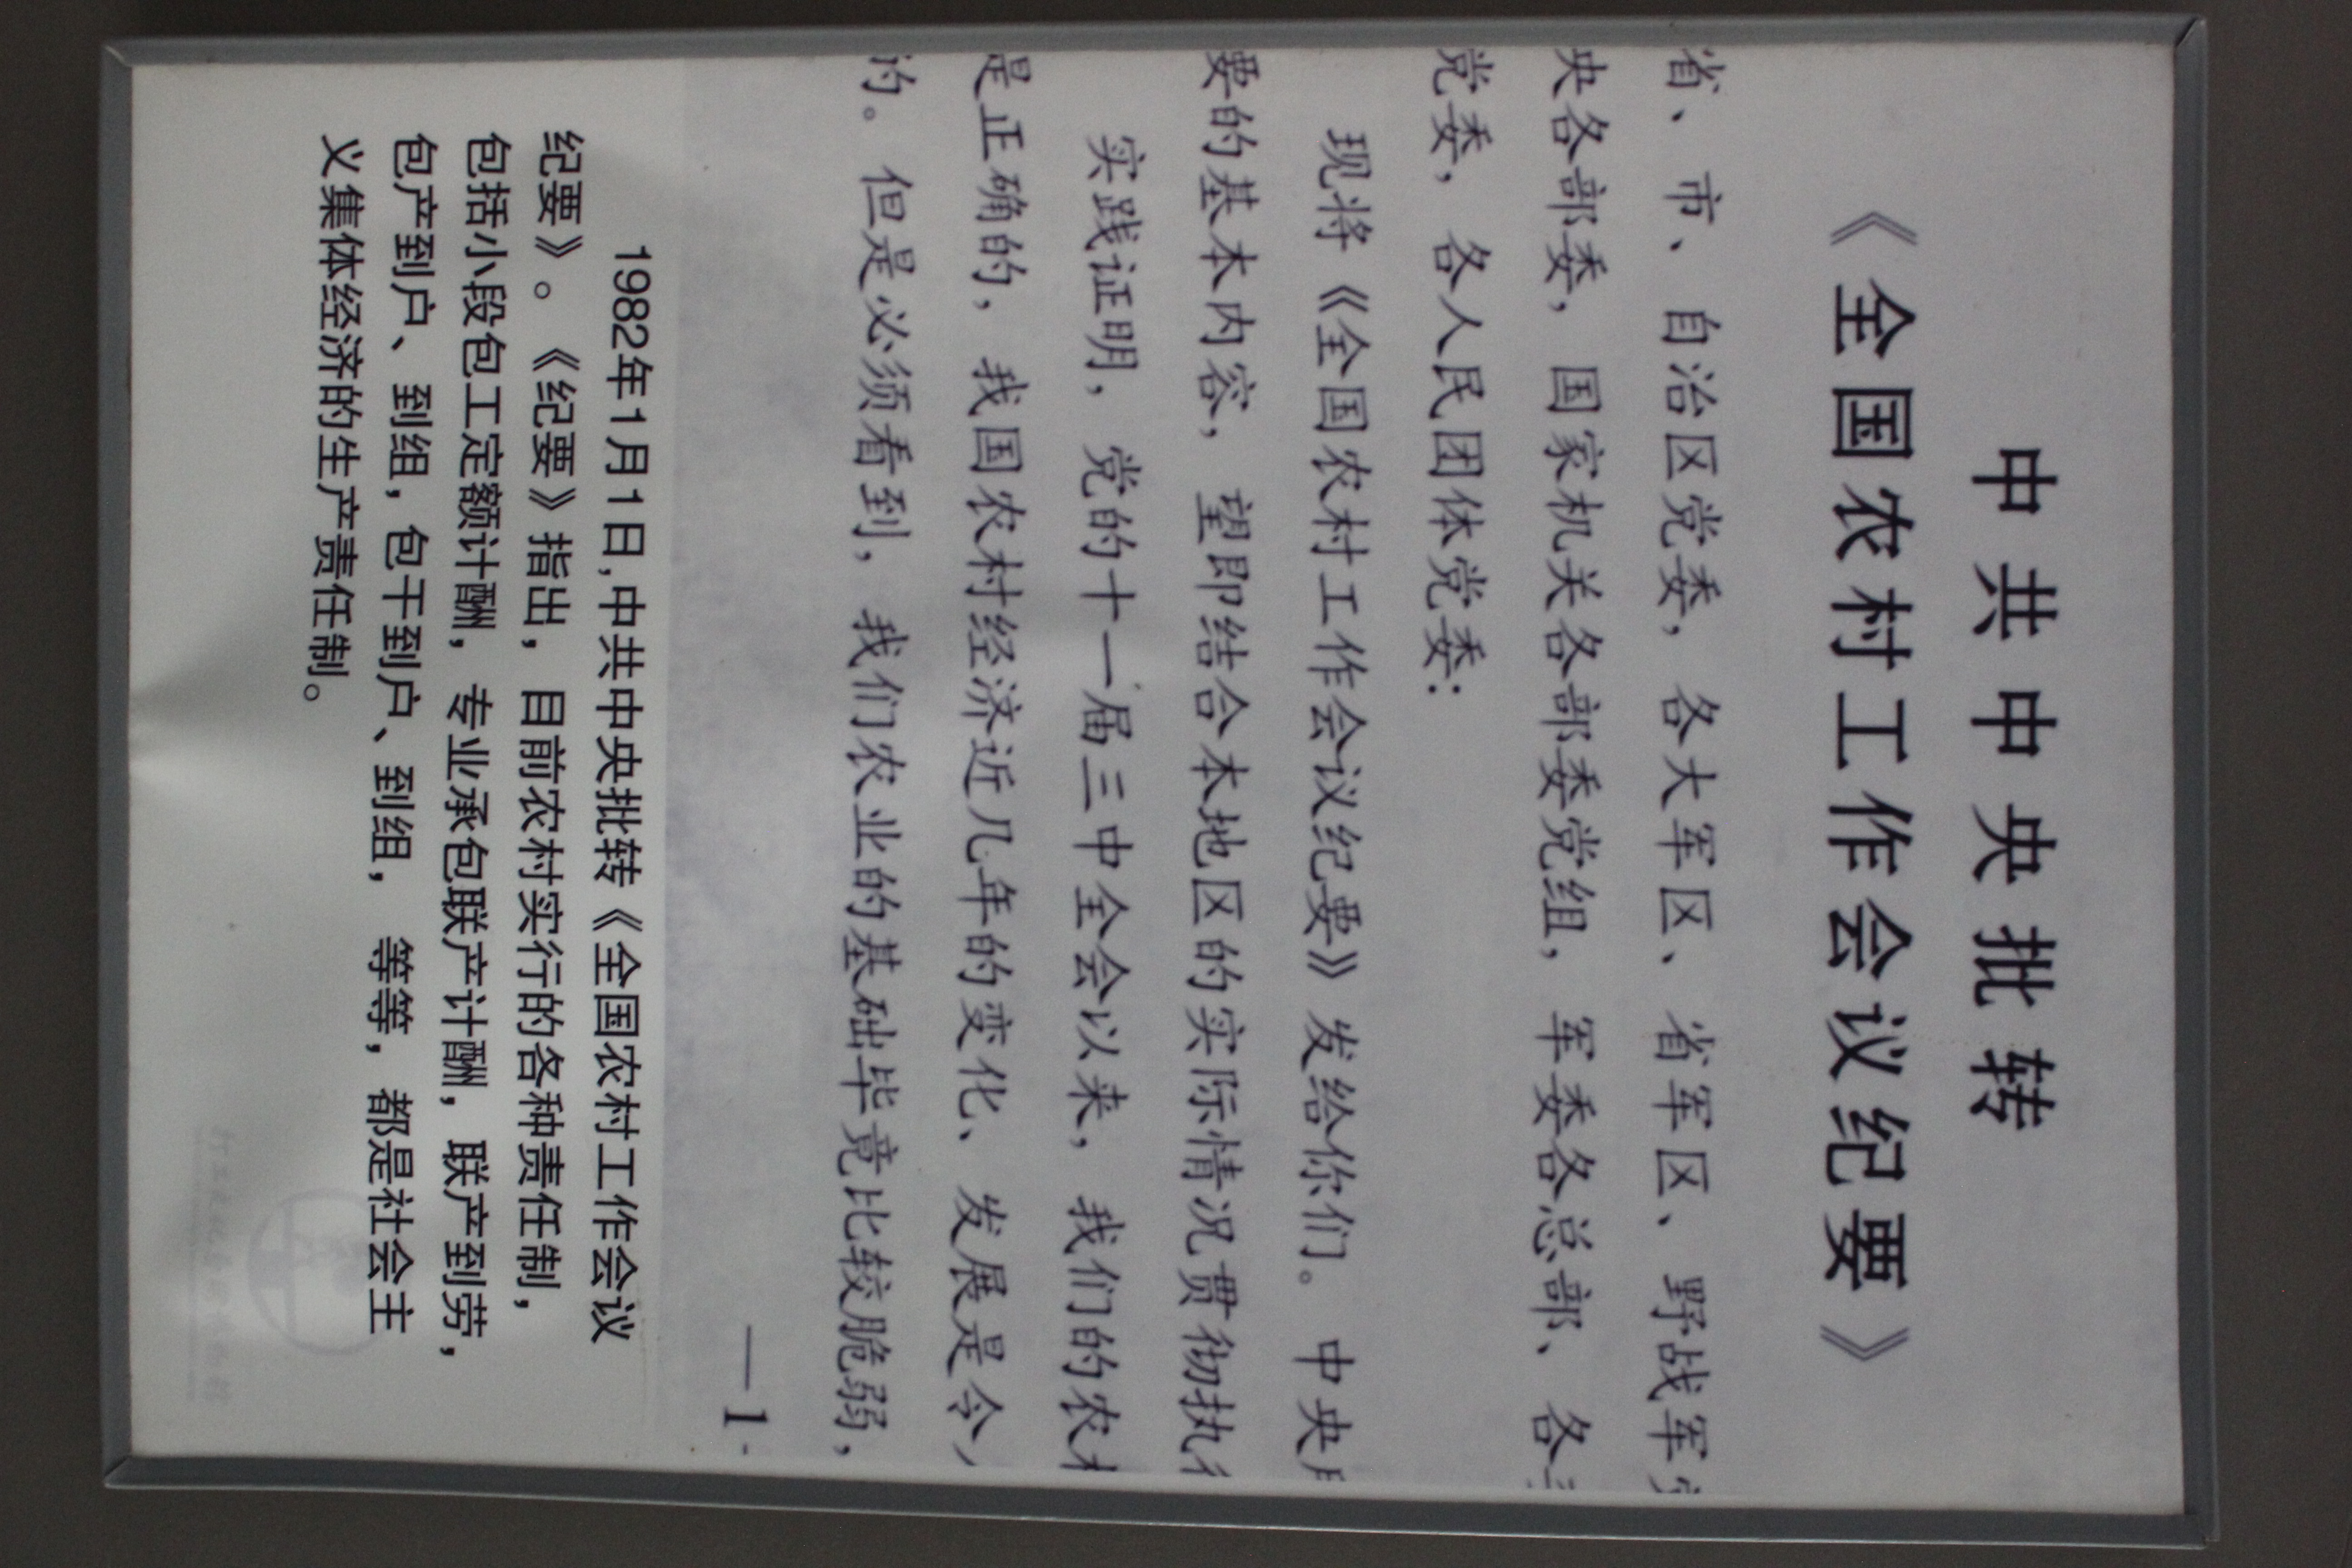 中共中央批转
《全国农村工作会议纪要》
省、市、自治区党委，各大军区、省军区、野战军
央各部委，国家机关各部委党组，军委各总部、各
党委，各人民团体党委：
现将《全国农村工作会议纪要》发给你们。中央
要的基本内容，望即结合本地区的实际情况贯彻执
实践证明，党的十一届三中全会以来，我们的农
是正确的，我国农村经济近几年的变化、发展是令
的。但是必须看到，我们农业的基础毕竟比较脆弱，
—1-
1982年1月1日,中共中央批转《全国农村工作会议
纪要》。《纪要》指出，目前农村实行的各种责任制，
包括小段包工定额计酬，专业承包联产计酬，联产到劳，
包产到户、到组，包干到户、到组， 等等，都是社会主
义集体经济的生产责任制。